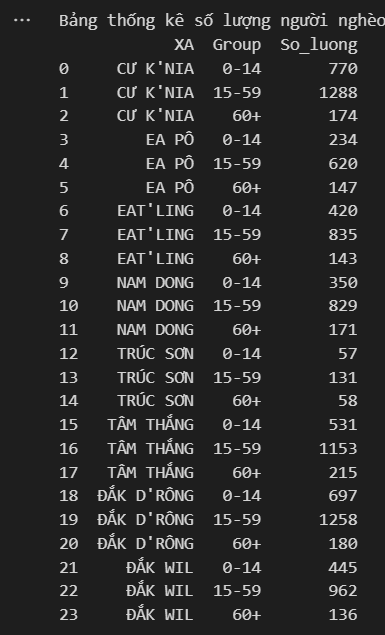 ... Bảng thống kê số lượng người nghèo
XA Group So_luong
0 CƯ K'NIA 0-14 770
1 CƯ K'NIA 15-59 1288
2 CƯ K'NIA 60+ 174
3 EA PÔ 0-14 234
4 EA PÔ 15-59 620
5 EA PÔ 60+ 147
6 EAT'LING 0-14 420
7 EAT'LING 15-59 835
8 EAT'LING 60+ 143
9 NAM DONG 0-14 350
10 NAM DONG 15-59 829
11 NAM DONG 60+ 171
12 TRÚC SƠN 0-14 57
13 TRÚC SƠN 15-59 131
14 TRÚC SƠN 60+ 58
15 TÂM THẮNG 0-14 531
16 TÂM THẮNG 15-59 1153
17 TÂM THẮNG 60+ 215
18 ĐẮK D'RÔNG 0-14 697
19 ĐẮK D'RÔNG 15-59 1258
20 ĐẮK D'RÔNG 60+ 180
21 ĐẮK WIL 0-14 445
22 ĐẮK WIL 15-59 962
23 ĐẮK WIL 60+ 136